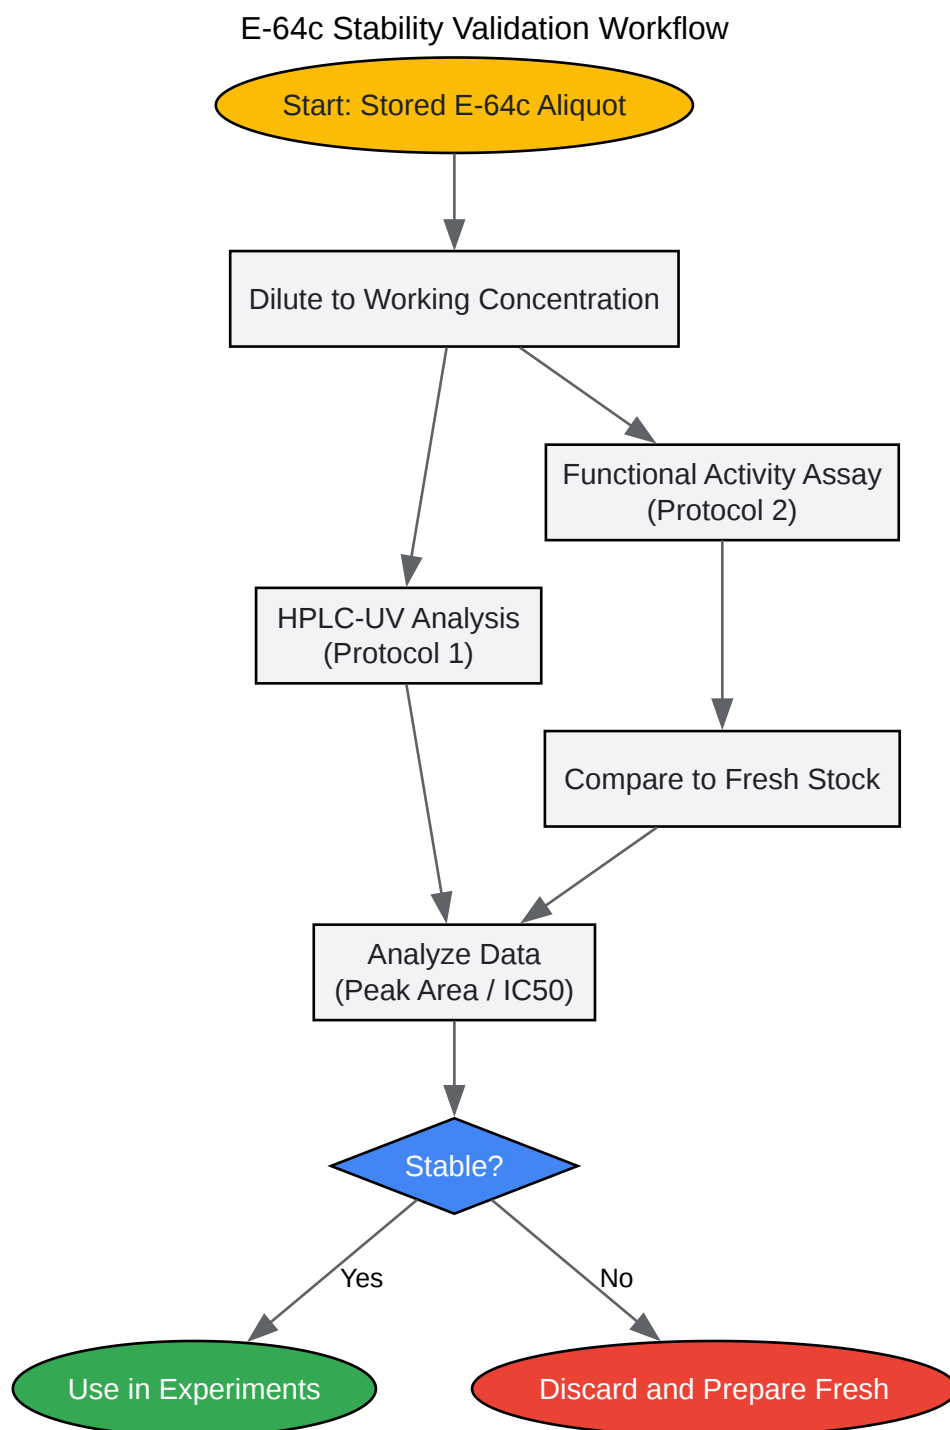 E-64c Stability Validation Workflow
Start: Stored E-64c Aliquot
Dilute to Working Concentration
Functional Activity Assay
(Protocol 2)
HPLC-UV Analysis
(Protocol 1)
Compare to Fresh Stock
Analyze Data
(Peak Area / IC50)
Stable?
Yes
No
Use in Experiments
Discard and Prepare Fresh